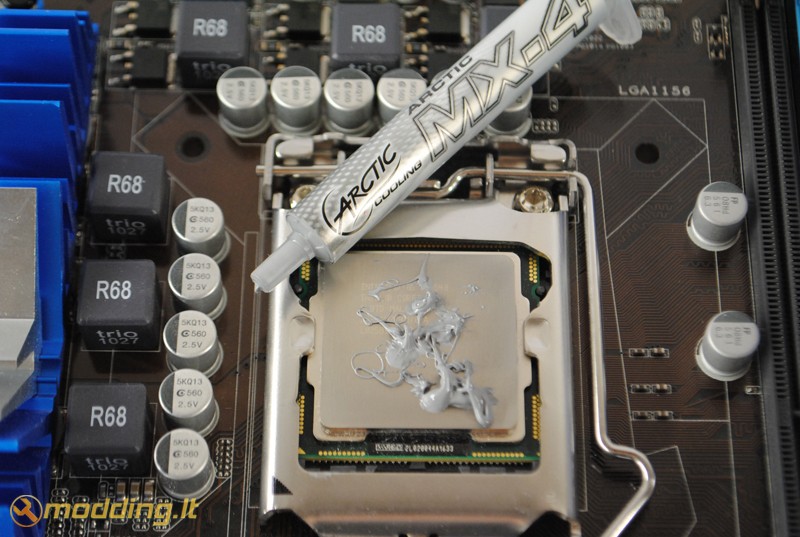 R68
trio
R68
ARCTIC
MX-4
ARCTIC
COOLING
LGA1156
R68
trio
1027
5KQ13
C 560
2.5V
R68
trio
1027
5KQ13
C 560
2.5V
5KQ13
C 560
2.5V
R68
trio
1027
5KQ13
C 560
2.5V
5KQ13
C 560
2.5V
2L020944A1633
modding.lt